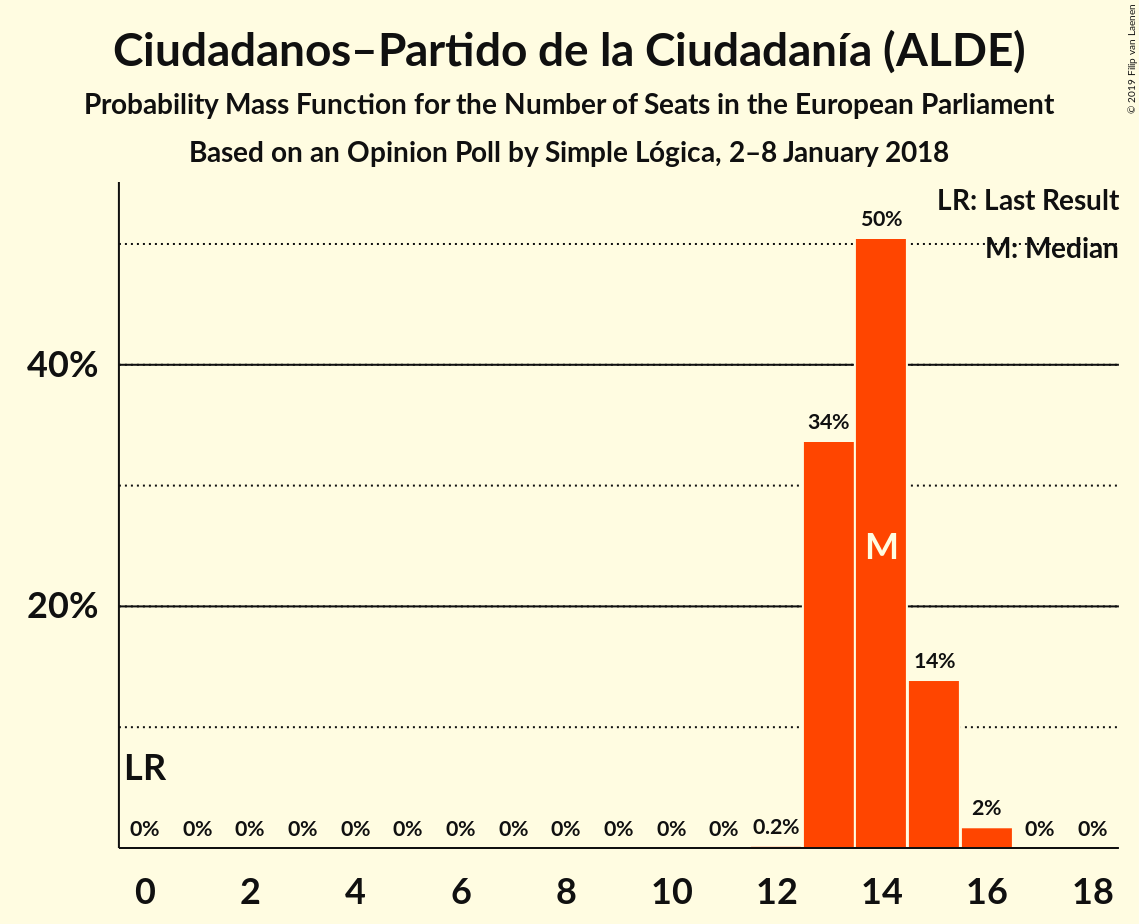 Ciudadanos–Partido de la Ciudadanía (ALDE)
Probability Mass Function for the Number of Seats in the European Parliament
Based on an Opinion Poll by Simple Lógica, 2–8 January 2018
© 2019 Filip van Laenen
LR: Last Result
M: Median
50%
40%
34%
M
20%
14%
LR
2%
0% 0% 0% 0% 0% 0% 0% 0% 0% 0% 0% 0% 0.2% 0% 0%
0 2 4 6 8 10 12 14 16 18